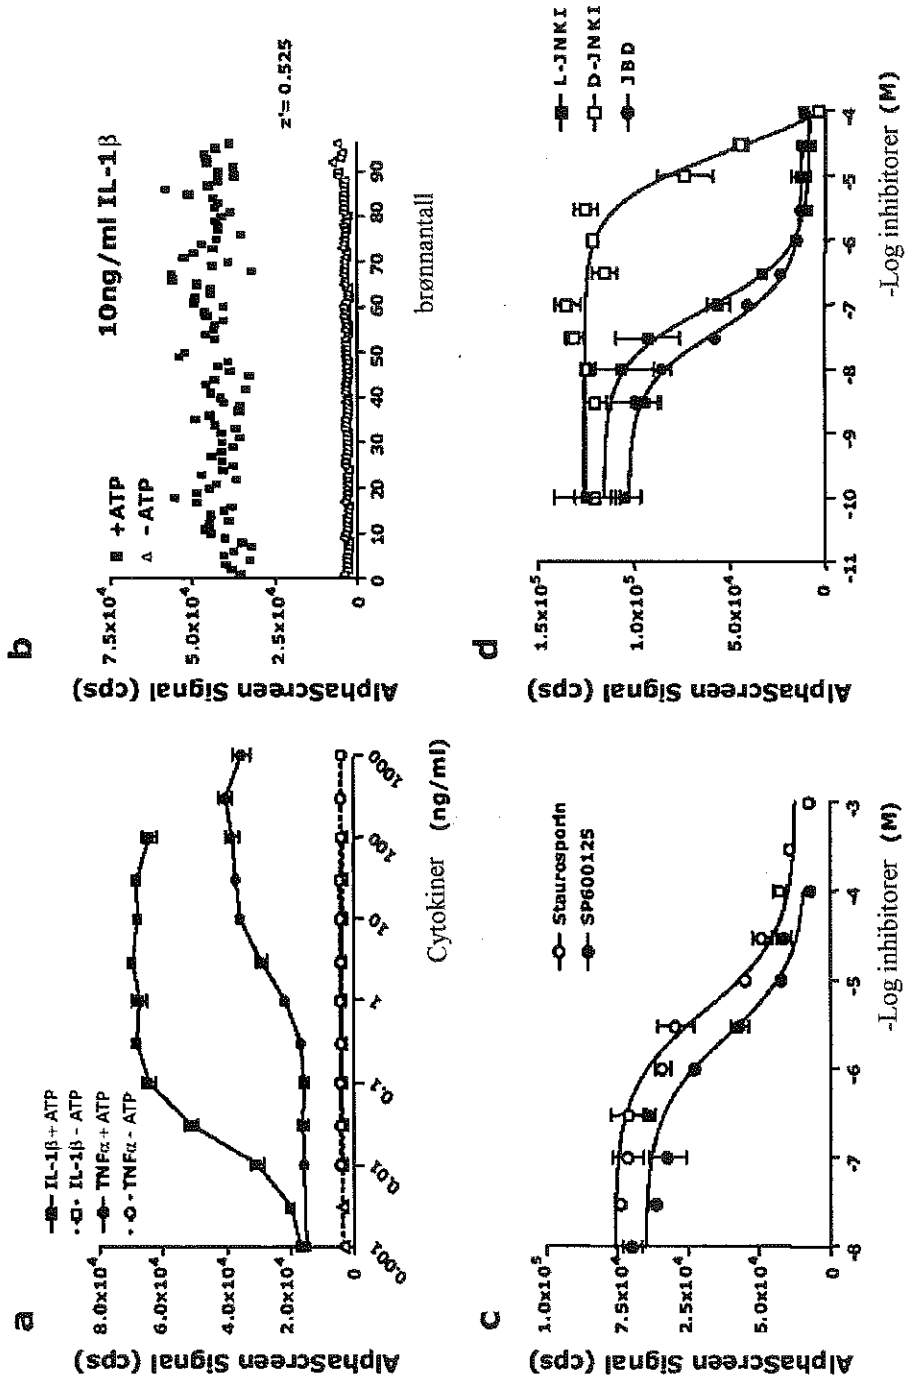 a
AlphaScreen Signal (cps)
8.0x10⁴
6.0x10⁴
4.0x10⁴
2.0x10⁴
0
IL-1β+ATP
IL-1β-ATP
TNFα+ATP
TNFα-ATP
0.001 0.01 0.1 1 10 100 1000
Cytokiner (ng/ml)
b
AlphaScreen Signal (cps)
7.5x10⁴
5.0x10⁴
2.5x10⁴
0
+ATP
-ATP
10ng/ml IL-1β
z'= 0.525
0 10 20 30 40 50 60 70 80 90
brønnantall
c
AlphaScreen Signal (cps)
1.0x10⁵
7.5x10⁴
2.5x10⁴
5.0x10⁴
0
Staurosporin
SP600125
-8 -7 -6 -5 -4 -3
-Log inhibitorer (M)
d
AlphaScreen Signal (cps)
1.5x10⁵
1.0x10⁵
5.0x10⁴
0
L-JNKI
D-JNKI
JBD
-11 -10 -9 -8 -7 -6 -5 -4
-Log inhibitorer (M)